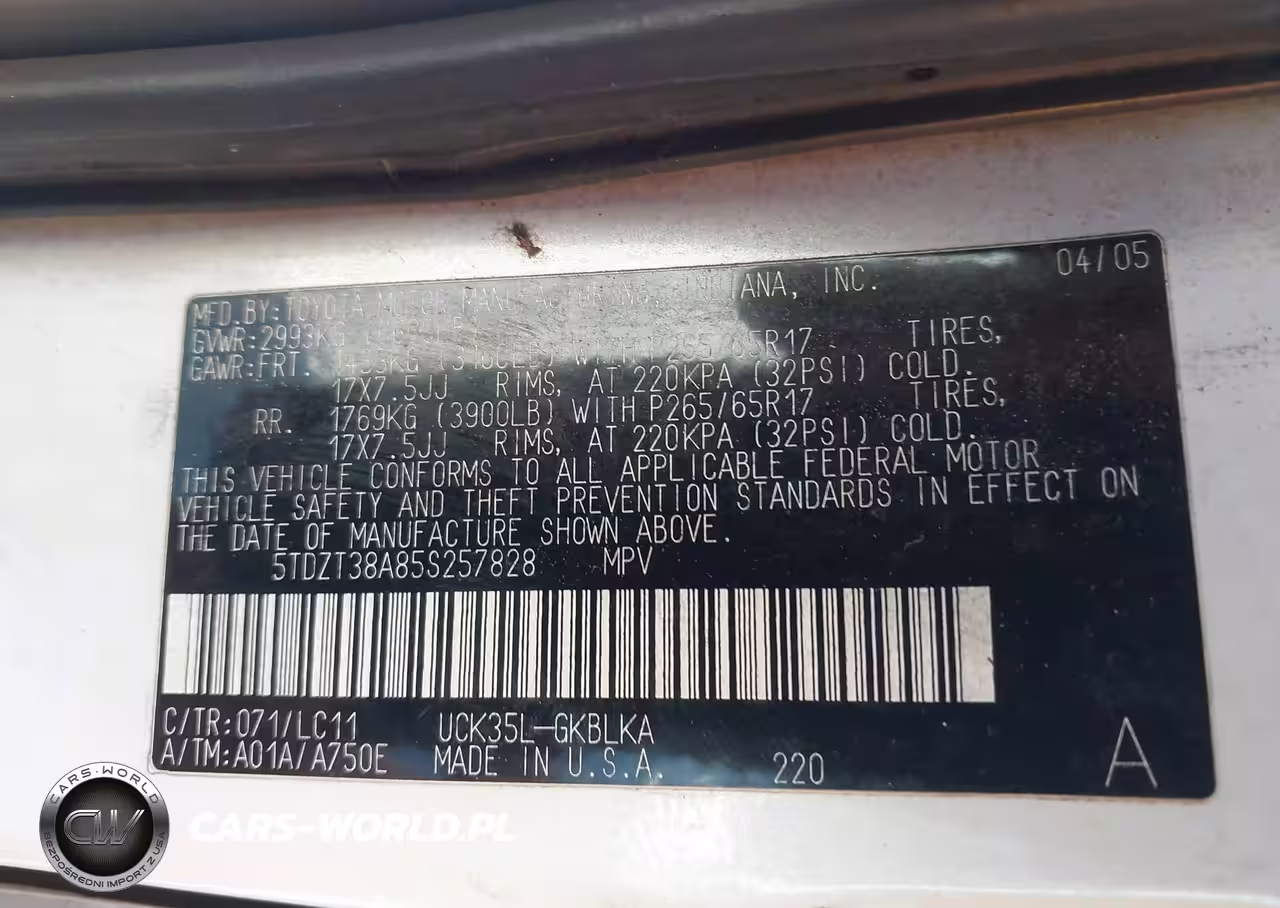 04/05
MFD. BY: TOYOTA MOTOR MANUFACTURING, INDIANA, INC.
GVWR: 2993KG
GAWR: FRT. WITH P265/65R17 TIRES,
17X7.5JJ RIMS, AT 220KPA (32PSI) COLD.
RR. 1769KG (3900LB) WITH P265/65R17 TIRES,
17X7.5JJ RIMS, AT 220KPA (32PSI) COLD.
THIS VEHICLE CONFORMS TO ALL APPLICABLE FEDERAL MOTOR
VEHICLE SAFETY AND THEFT PREVENTION STANDARDS IN EFFECT ON
THE DATE OF MANUFACTURE SHOWN ABOVE.
5TDZT38A85S257828 MPV
C/TR: 071/LC11 UCK35L-GKBLKA
A/TM: A01A/A750E MADE IN U.S.A. 220 A
CARS-WORLD
CW
BEZPOŚREDNI IMPORT Z USA
CARS-WORLD.PL